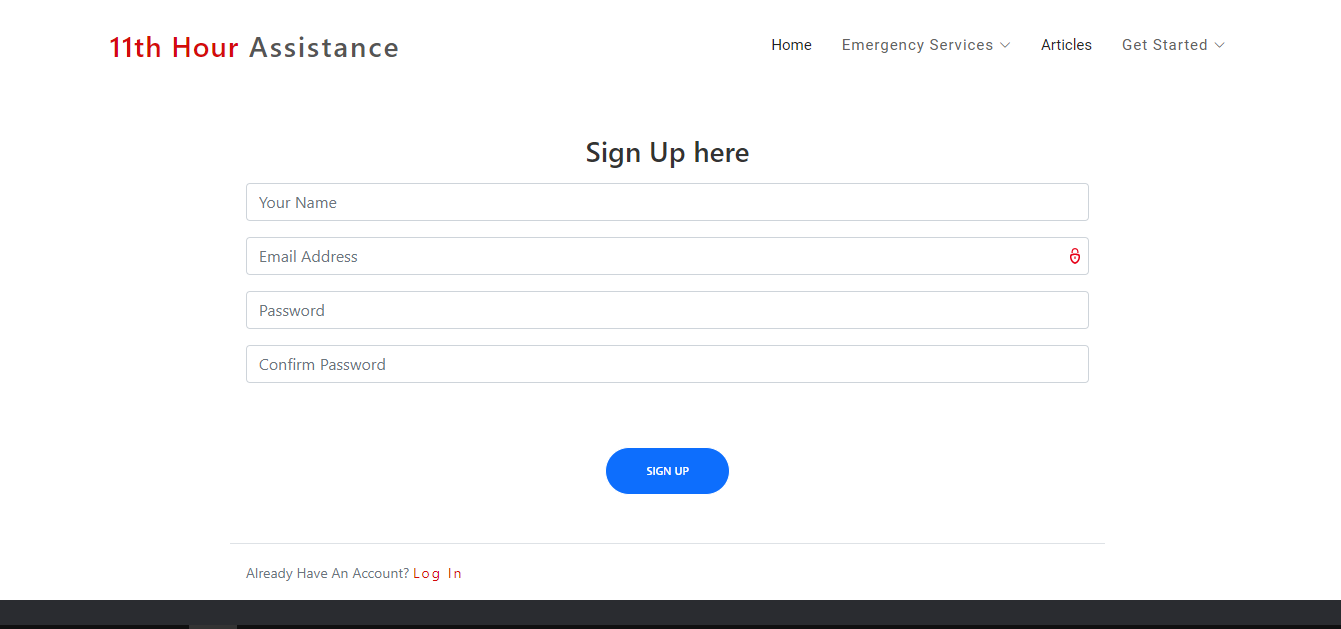 11th Hour Assistance
Home Emergency Services Articles Get Started
Sign Up here
Your Name
Email Address
Password
Confirm Password
SIGN UP
Already Have An Account? Log In